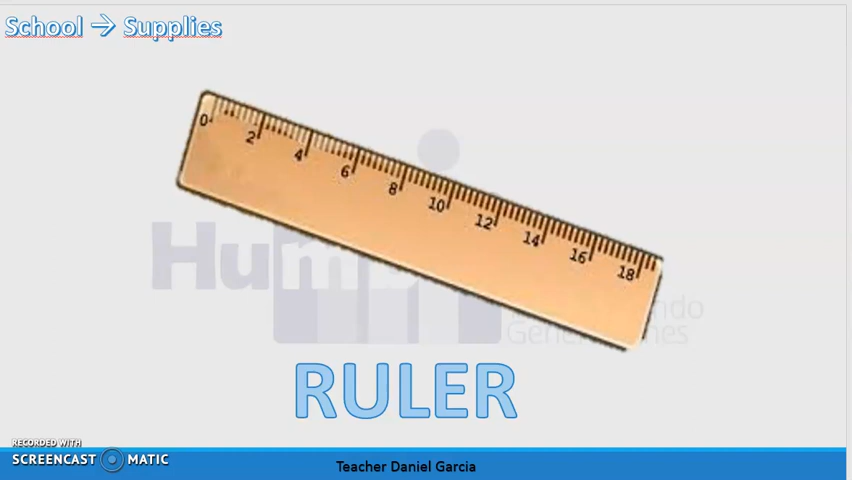 School → Supplies
0 2 4 6 8 10 12 14 16 18
RULER
RECORDED WITH
SCREENCAST MATIC
Teacher Daniel Garcia